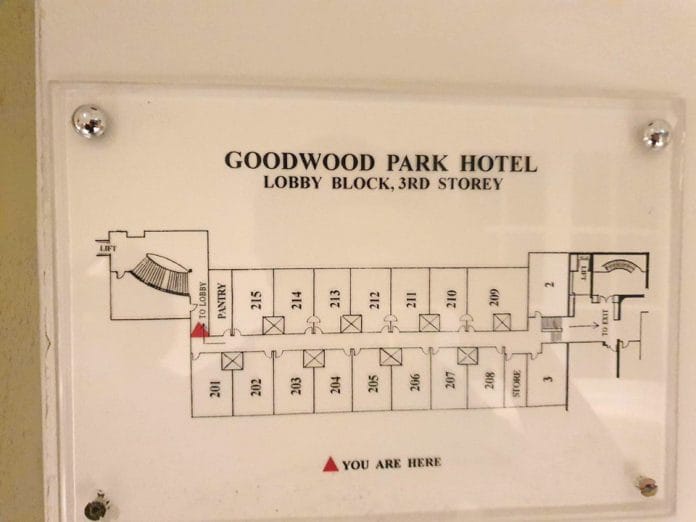 GOODWOOD PARK HOTEL
LOBBY BLOCK, 3RD STOREY
LIFT
TO LOBBY
PANTRY
215
214
213
212
211
210
209
2
LIFT
TO EXIT
201
202
203
204
205
206
207
208
STORE
3
YOU ARE HERE